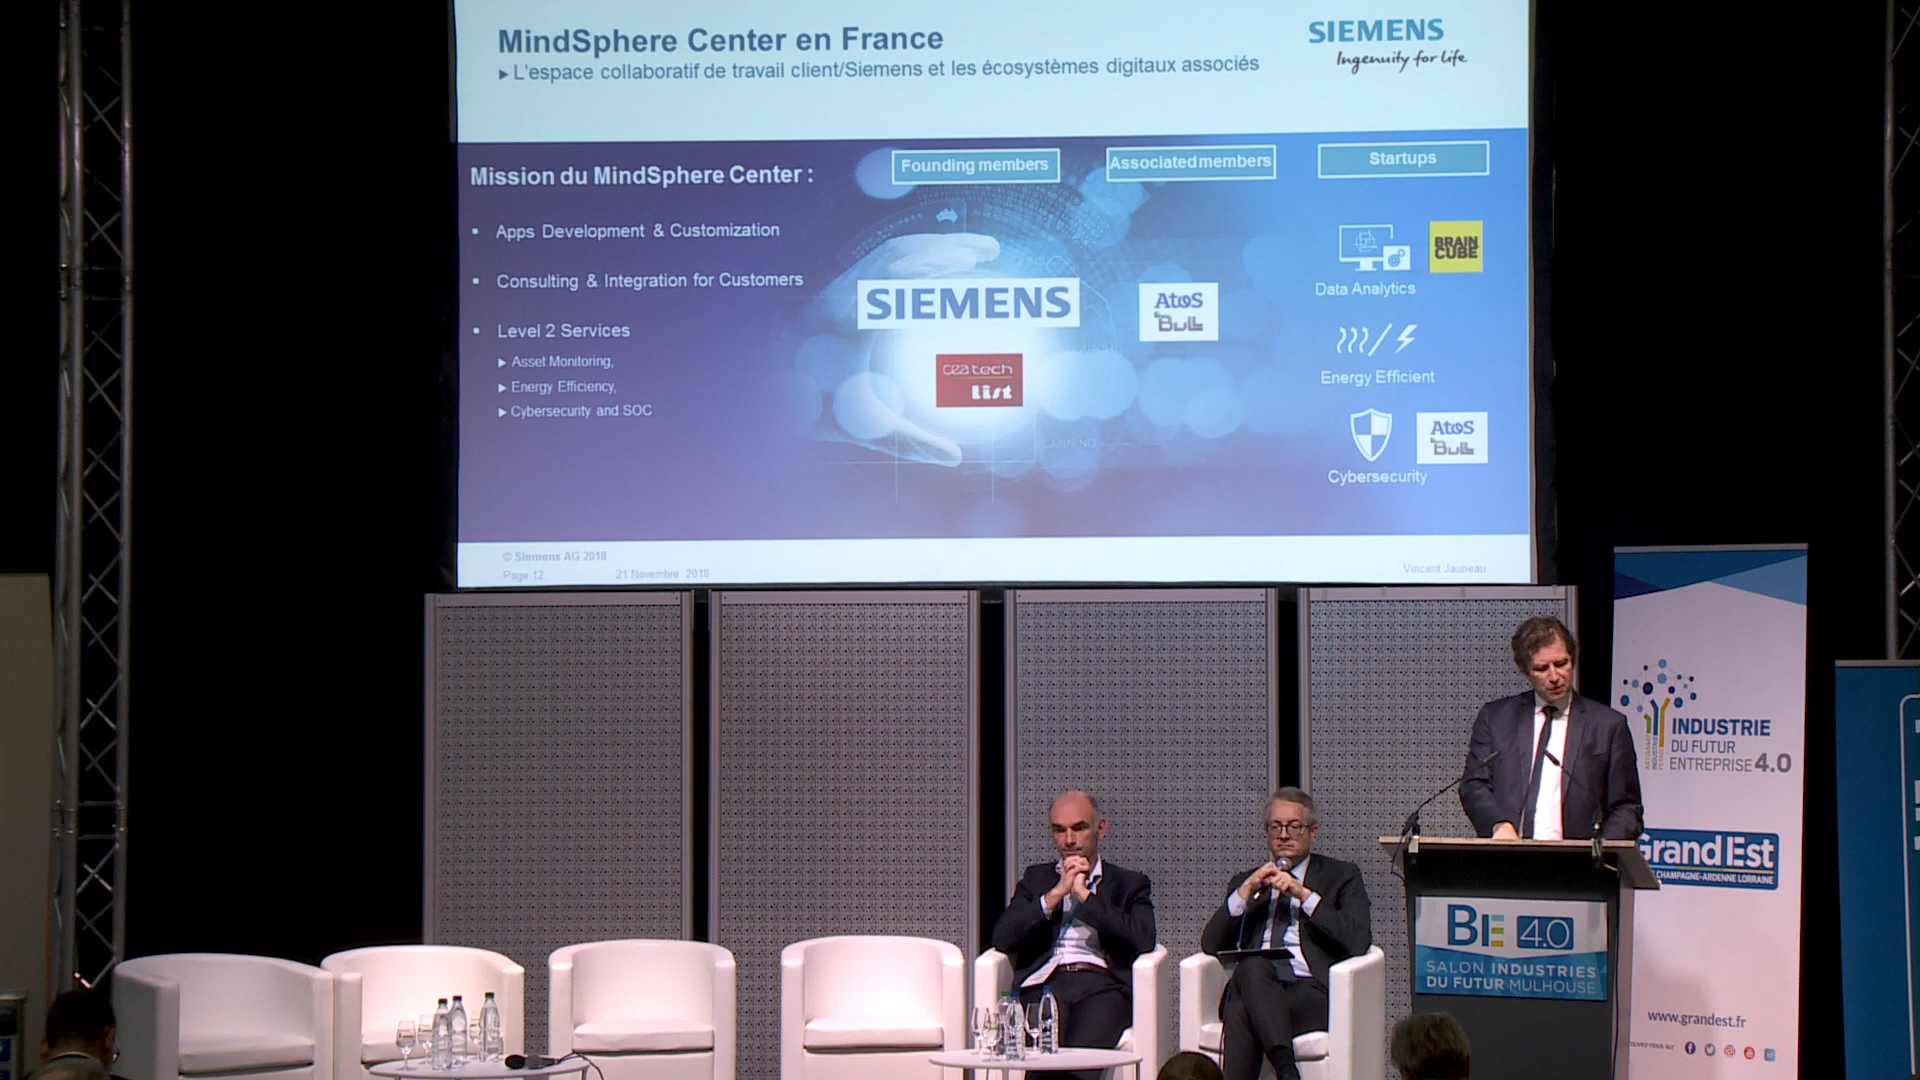 MindSphere Center en France
▶ L'espace collaboratif de travail client/Siemens et les écosystèmes digitaux associés
SIEMENS
Ingenuity for life
Mission du MindSphere Center :
▪ Apps Development & Customization
▪ Consulting & Integration for Customers
▪ Level 2 Services
▶ Asset Monitoring,
▶ Energy Efficiency,
▶ Cybersecurity and SOC
Founding members
Associated members
Startups
SIEMENS
cea tech
list
Atos
Bull
BRAIN
CUBE
Data Analytics
Energy Efficient
Atos
Bull
Cybersecurity
© Siemens AG 2018
Page 12
21 Novembre 2018
Vincent Jauneau
INDUSTRIE
DU FUTUR
ENTREPRISE 4.0
GrandEst
CHAMPAGNE-ARDENNE LORRAINE
BE 4.0
SALON INDUSTRIES
DU FUTUR MULHOUSE
www.grandest.fr